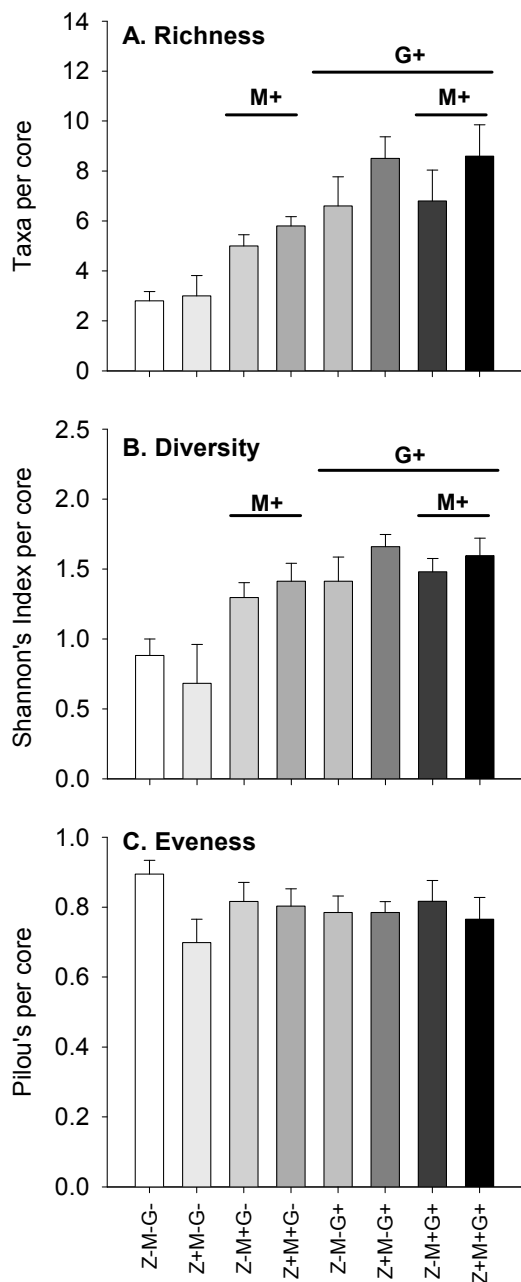 A. Richness
G+
M+
M+
14
12
10
8
6
4
2
0
Taxa per core
B. Diversity
G+
M+
M+
2.5
2.0
1.5
1.0
0.5
0.0
Shannon's Index per core
C. Eveness
1.0
0.8
0.6
0.4
0.2
0.0
Pilou's per core
Z-M-G-
Z+M-G-
Z-M+G-
Z+M+G-
Z-M-G+
Z+M-G+
Z-M+G+
Z+M+G+